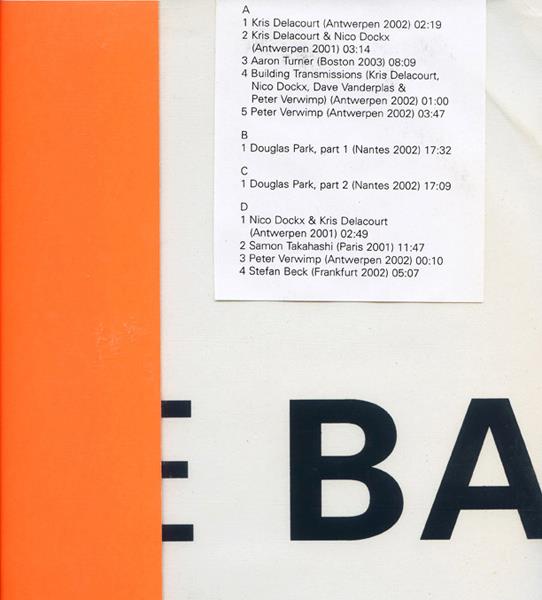 A
1 Kris Delacourt (Antwerpen 2002) 02:19
2 Kris Delacourt & Nico Dockx
(Antwerpen 2001) 03:14
3 Aaron Turner (Boston 2003) 08:09
4 Building Transmissions (Kris Delacourt,
Nico Dockx, Dave Vanderplas &
Peter Verwimp) (Antwerpen 2002) 01:00
5 Peter Verwimp (Antwerpen 2002) 03:47
B
1 Douglas Park, part 1 (Nantes 2002) 17:32
C
1 Douglas Park, part 2 (Nantes 2002) 17:09
D
1 Nico Dockx & Kris Delacourt
(Antwerpen 2001) 02:49
2 Samon Takahashi (Paris 2001) 11:47
3 Peter Verwimp (Antwerpen 2002) 00:10
4 Stefan Beck (Frankfurt 2002) 05:07
E BA